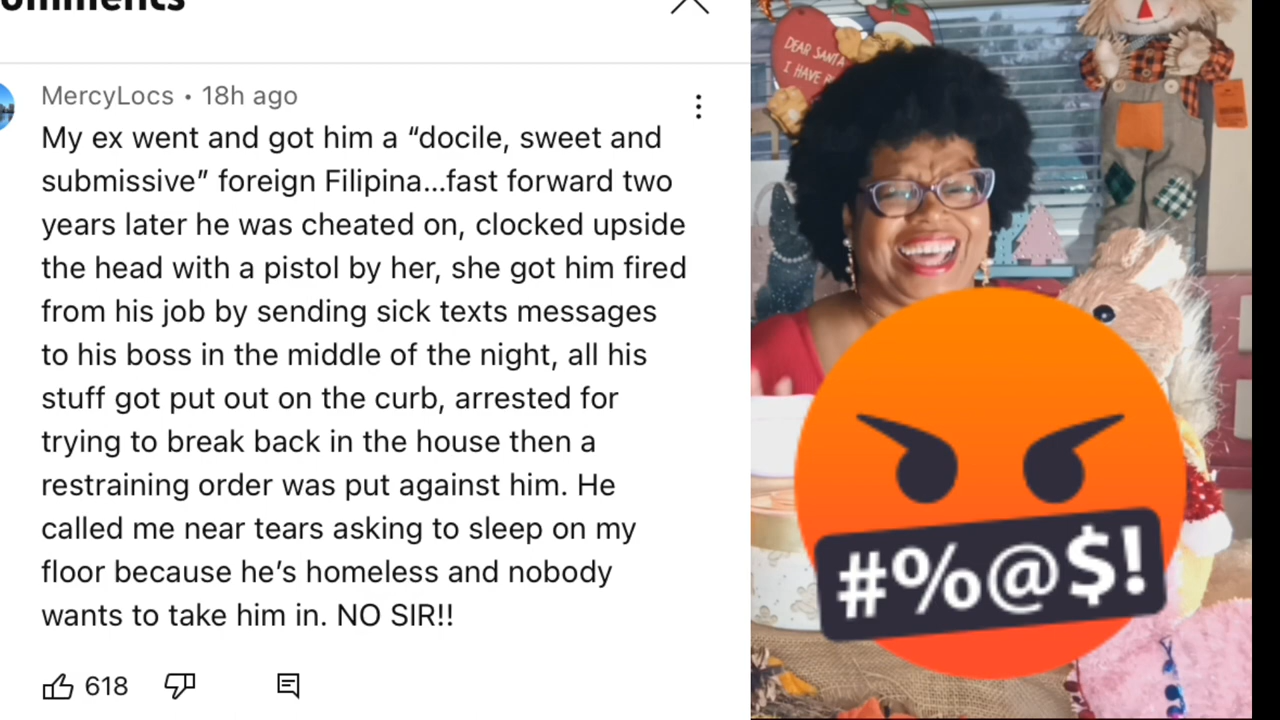 omments
MercyLocs • 18h ago
My ex went and got him a “docile, sweet and
submissive” foreign Filipina...fast forward two
years later he was cheated on, clocked upside
the head with a pistol by her, she got him fired
from his job by sending sick texts messages
to his boss in the middle of the night, all his
stuff got put out on the curb, arrested for
trying to break back in the house then a
restraining order was put against him. He
called me near tears asking to sleep on my
floor because he’s homeless and nobody
wants to take him in. NO SIR!!
618
DEAR SANTA
I HAVE
#%@$!